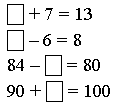 □ + 7 = 13
□ – 6 = 8
84 – □ = 80
90 + □ = 100